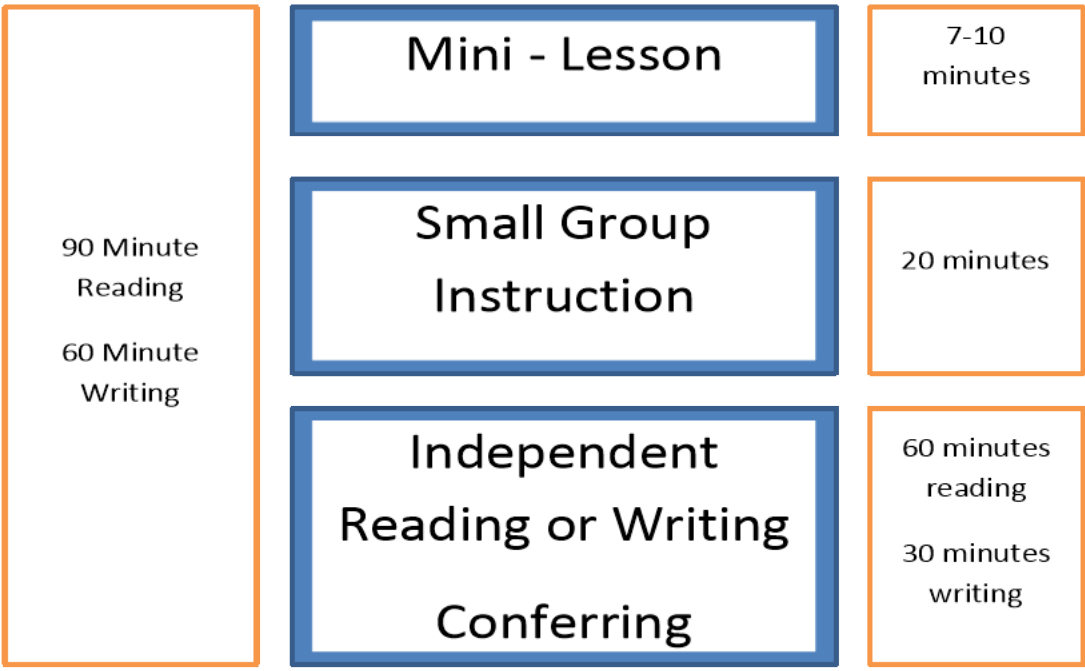 90 Minute
Reading
60 Minute
Writing
Mini - Lesson
7-10
minutes
Small Group
Instruction
20 minutes
Independent
Reading or Writing
Conferring
60 minutes
reading
30 minutes
writing